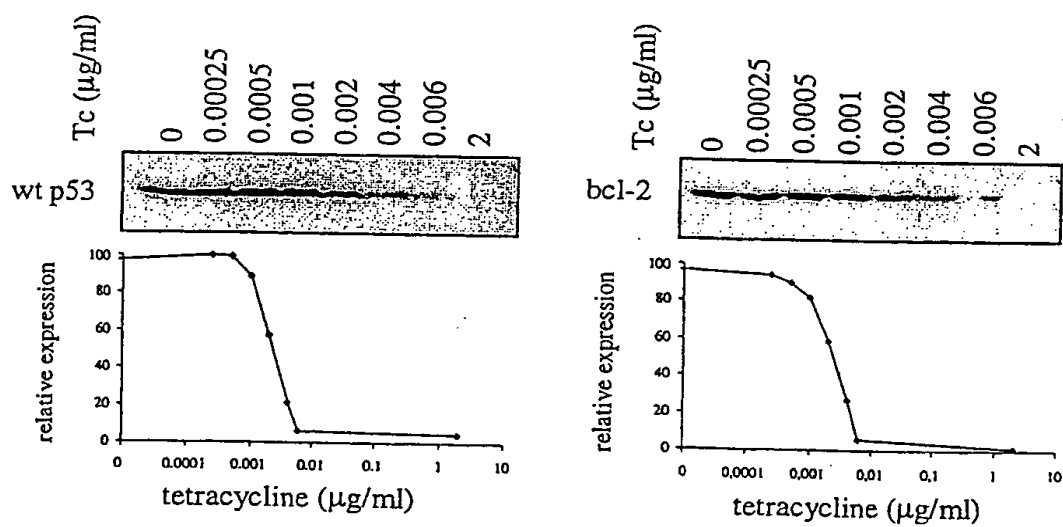 Tc (µg/ml)
0
0.00025
0.0005
0.001
0.002
0.004
0.006
2
wt p53
relative expression
100
80
60
40
20
0
0 0.0001 0.001 0.01 0.1 1 10
tetracycline (µg/ml)
Tc (µg/ml)
0
0.00025
0.0005
0.001
0.002
0.004
0.006
2
bcl-2
relative expression
100
80
60
40
20
0
0 0,0001 0,001 0,01 0,1 1 10
tetracycline (µg/ml)